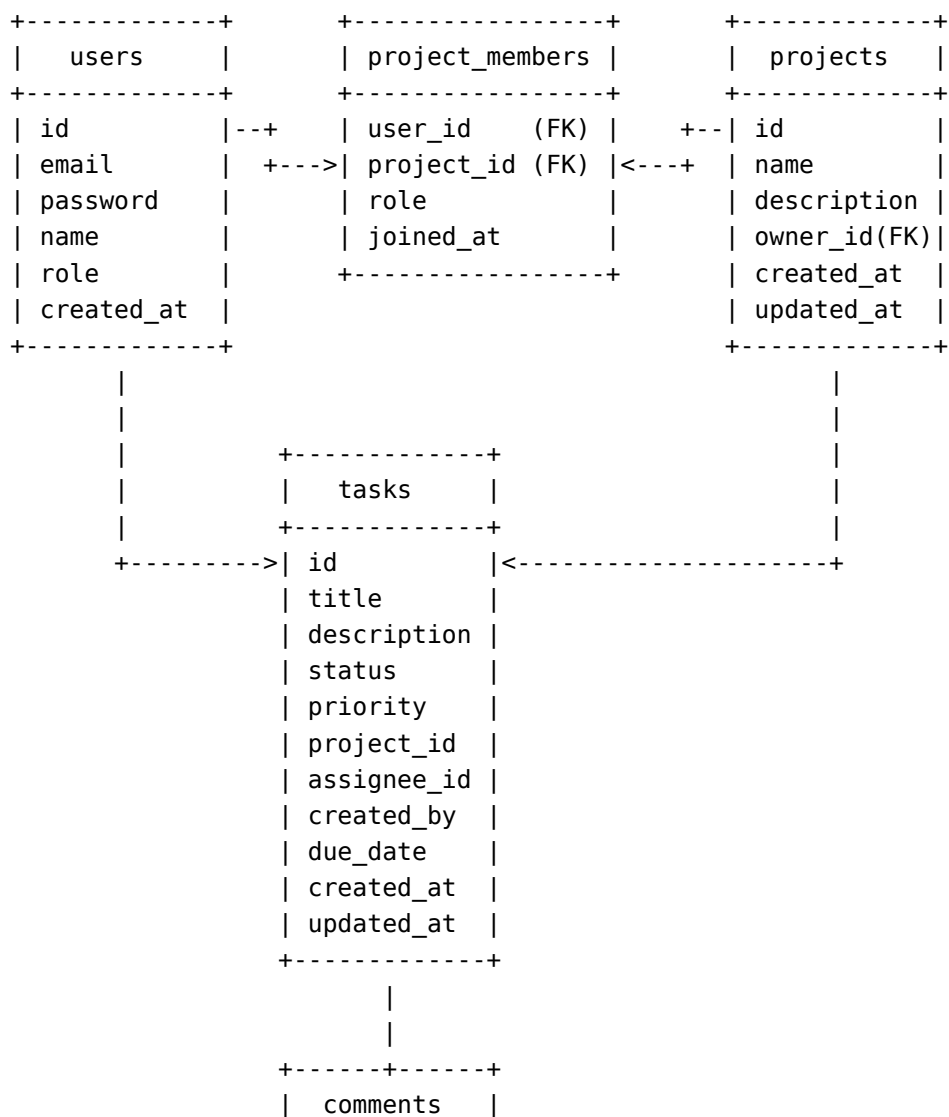 +-------------+       +-----------------+       +-------------+
|   users     |       | project_members |       |  projects   |
+-------------+       +-----------------+       +-------------+
| id          |--+    | user_id    (FK) |    +--| id          |
| email       |  +--->| project_id (FK) |<---+  | name        |
| password    |       | role            |       | description |
| name        |       | joined_at       |       | owner_id(FK)|
| role        |       +-----------------+       | created_at  |
| created_at  |                                 | updated_at  |
+-------------+                                 +-------------+
       |                                               |
       |                                               |
       |          +-------------+                      |
       |          |   tasks     |                      |
       |          +-------------+                      |
       +--------->| id          |<---------------------+
                  | title       |
                  | description |
                  | status      |
                  | priority    |
                  | project_id  |
                  | assignee_id |
                  | created_by  |
                  | due_date    |
                  | created_at  |
                  | updated_at  |
                  +-------------+
                         |
                         |
                  +------+------+
                  |  comments   |